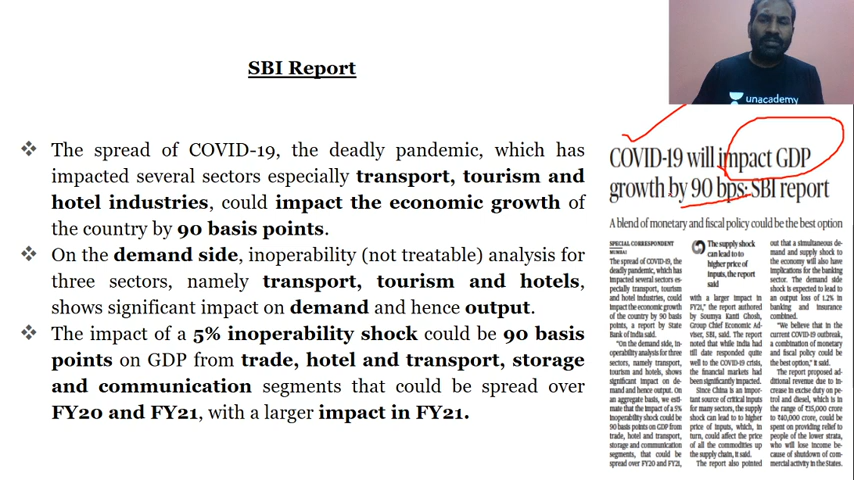 SBI Report
❖ The spread of COVID-19, the deadly pandemic, which has
impacted several sectors especially transport, tourism and
hotel industries, could impact the economic growth of
the country by 90 basis points.
❖ On the demand side, inoperability (not treatable) analysis for
three sectors, namely transport, tourism and hotels,
shows significant impact on demand and hence output.
❖ The impact of a 5% inoperability shock could be 90 basis
points on GDP from trade, hotel and transport, storage
and communication segments that could be spread over
FY20 and FY21, with a larger impact in FY21.
unacademy
COVID-19 will impact GDP
growth by 90 bps: SBI report
A blend of monetary and fiscal policy could be the best option
SPECIAL CORRESPONDENT
MUMBAI
The spread of COVID-19, the
deadly pandemic, which has
impacted several sectors es-
pecially transport, tourism
and hotel industries, could
impact the economic growth
of the country by 90 basis
points, a report by State
Bank of India said.
"On the demand side, in-
operability analysis for three
sectors, namely transport,
tourism and hotels, shows
significant impact on de-
mand and hence output. On
an aggregate basis, we esti-
mate that the impact of a 5%
inoperability shock could be
90 basis points on GDP from
trade, hotel and transport,
storage and communication
segments, that could be
spread over FY20 and FY21,
The supply shock
can lead to to
higher price of
inputs, the report
said
with a larger impact in
FY21," the report authored
by Soumya Kanti Ghosh,
Group Chief Economic Ad-
viser, SBI, said. The report
noted that while India had
till date responded quite
well to the COVID-19 crisis,
the financial markets had
been significantly impacted.
Since China is an impor-
tant source of critical inputs
for many sectors, the supply
shock can lead to to higher
price of inputs, which, in
turn, could affect the price
of all the commodities up
the supply chain, it said.
The report also pointed
out that a simultaneous de-
mand and supply shock to
the economy will also have
implications for the banking
sector. The demand side
shock is expected to lead to
an output loss of 1.2% in
banking and insurance
combined.
"We believe that in the
current COVID-19 outbreak,
a combination of monetary
and fiscal policy could be
the best option," it said.
The report proposed ad-
ditional revenue due to in-
crease in excise duty on pe-
trol and diesel, which is in
the range of ₹35,000 crore
to ₹40,000 crore, could be
spent on providing relief to
people of the lower strata,
who will lose income be-
cause of shutdown of com-
mercial activity in the States.